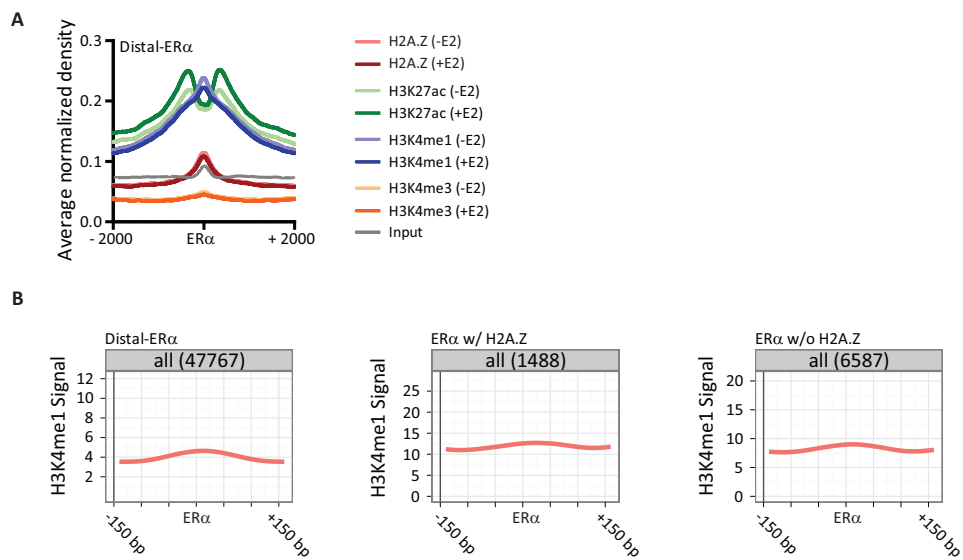 A
Distal-ERα
Average normalized density
0.3
0.2
0.1
0.0
- 2000
ERα
+ 2000
H2A.Z (-E2)
H2A.Z (+E2)
H3K27ac (-E2)
H3K27ac (+E2)
H3K4me1 (-E2)
H3K4me1 (+E2)
H3K4me3 (-E2)
H3K4me3 (+E2)
Input
B
Distal-ERα
all (47767)
H3K4me1 Signal
12
10
8
6
4
2
-150 bp
ERα
+150 bp
ERα w/ H2A.Z
all (1488)
H3K4me1 Signal
25
20
15
10
5
0
-150 bp
ERα
+150 bp
ERα w/o H2A.Z
all (6587)
H3K4me1 Signal
20
15
10
5
0
-150 bp
ERα
+150 bp